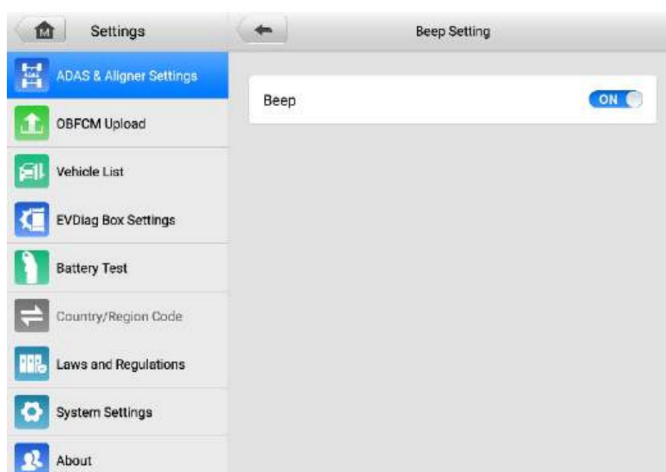 Settings
Beep Setting
ADAS & Aligner Settings
Beep
ON
OBFCM Upload
Vehicle List
EVDiag Box Settings
Battery Test
Country/Region Code
Laws and Regulations
System Settings
About